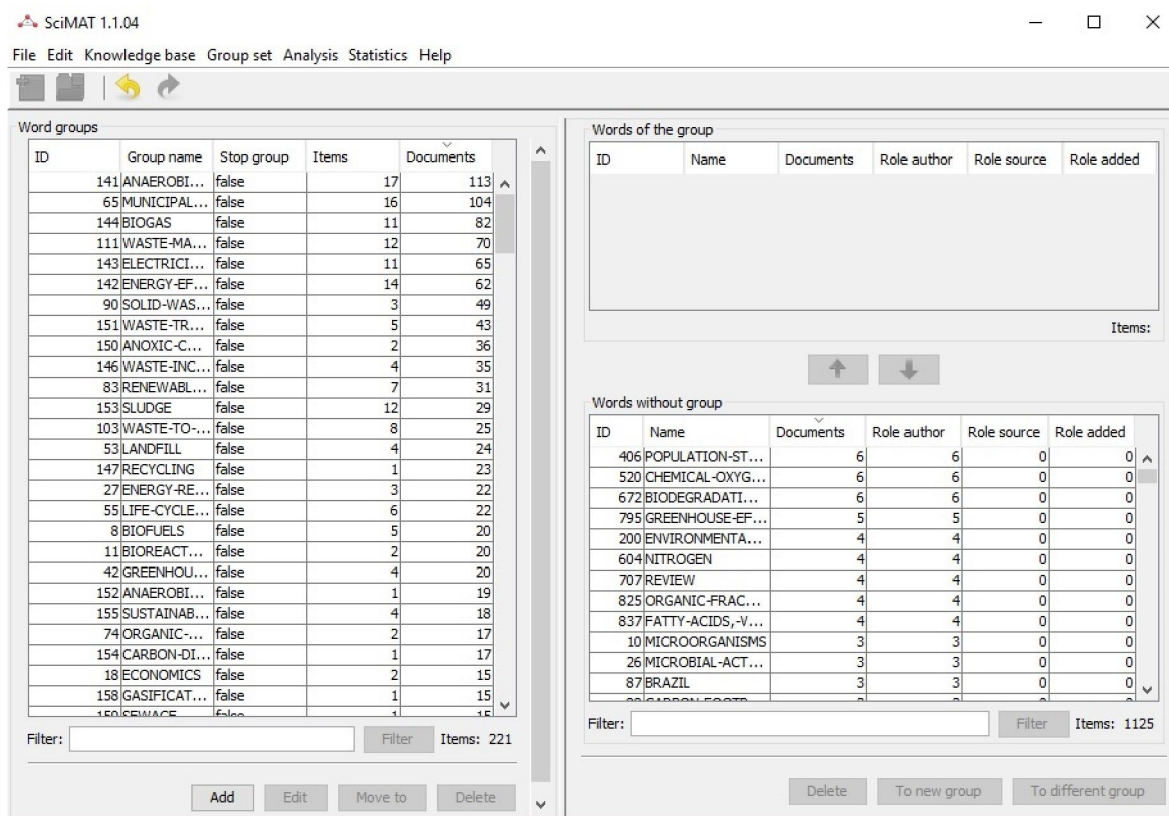 SciMAT 1.1.04
File Edit Knowledge base Group set Analysis Statistics Help
Word groups
ID Group name Stop group Items Documents
141 ANAEROBI... false 17 113
65 MUNICIPAL... false 16 104
144 BIOGAS false 11 82
111 WASTE-MA... false 12 70
143 ELECTRICI... false 11 65
142 ENERGY-EF... false 14 62
90 SOLID-WAS... false 3 49
151 WASTE-TR... false 5 43
150 ANOXIC-C... false 2 36
146 WASTE-INC... false 4 35
83 RENEWABL... false 7 31
153 SLUDGE false 12 29
103 WASTE-TO-... false 8 25
53 LANDFILL false 4 24
147 RECYCLING false 1 23
27 ENERGY-RE... false 3 22
55 LIFE-CYCLE... false 6 22
8 BIOFUELS false 5 20
11 BIOREACT... false 2 20
42 GREENHOU... false 4 20
152 ANAEROBI... false 1 19
155 SUSTAINAB... false 4 18
74 ORGANIC-... false 2 17
154 CARBON-DI... false 1 17
18 ECONOMICS false 2 15
158 GASIFICAT... false 1 15
Filter: Filter Items: 221
Add Edit Move to Delete
Words of the group
ID Name Documents Role author Role source Role added
Items:
Words without group
ID Name Documents Role author Role source Role added
406 POPULATION-ST... 6 6 0 0
520 CHEMICAL-OXYG... 6 6 0 0
672 BIODEGRADATI... 6 6 0 0
795 GREENHOUSE-EF... 5 5 0 0
200 ENVIRONMENTA... 4 4 0 0
604 NITROGEN 4 4 0 0
707 REVIEW 4 4 0 0
825 ORGANIC-FRAC... 4 4 0 0
837 FATTY-ACIDS,-V... 4 4 0 0
10 MICROORGANISMS 3 3 0 0
26 MICROBIAL-ACT... 3 3 0 0
87 BRAZIL 3 3 0 0
Filter: Filter Items: 1125
Delete To new group To different group